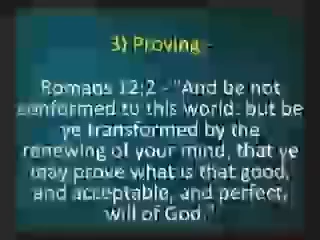 3) Proving -
Romans 12:2 - "And be not
conformed to this world: but be
ye transformed by the
renewing of your mind, that ye
may prove what is that good,
and acceptable, and perfect,
will of God."